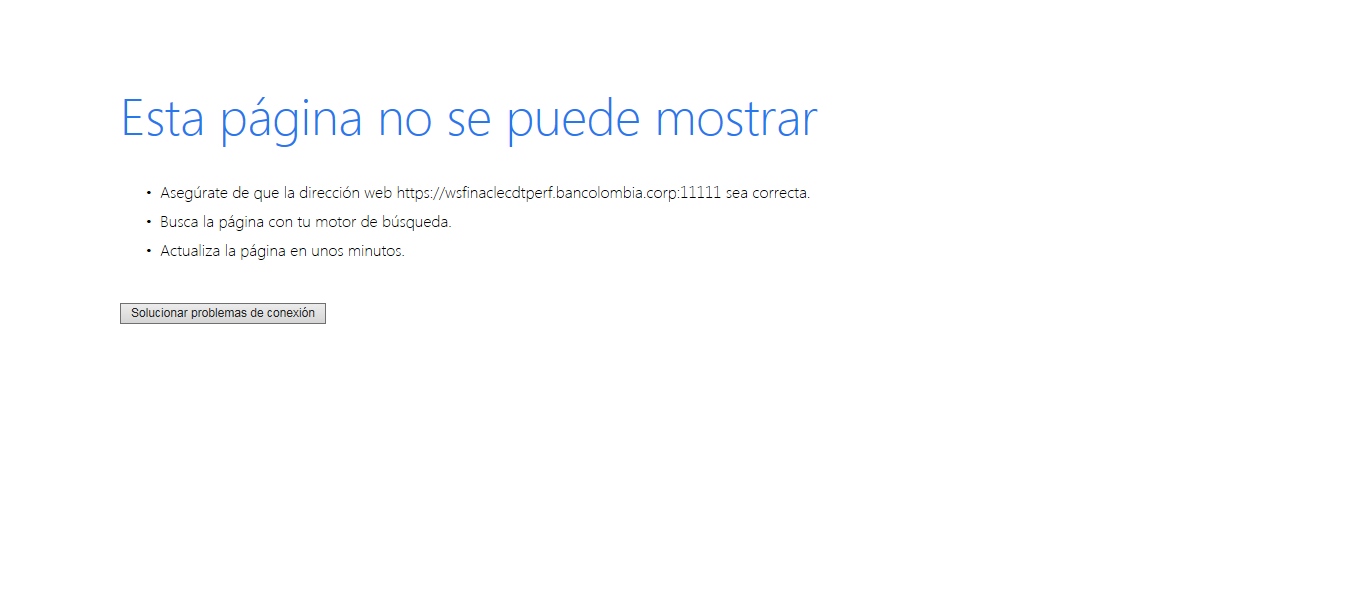 Esta página no se puede mostrar
• Asegúrate de que la dirección web https://wsfinaclecdtperf.bancolombia.corp:11111 sea correcta.
• Busca la página con tu motor de búsqueda.
• Actualiza la página en unos minutos.
Solucionar problemas de conexión